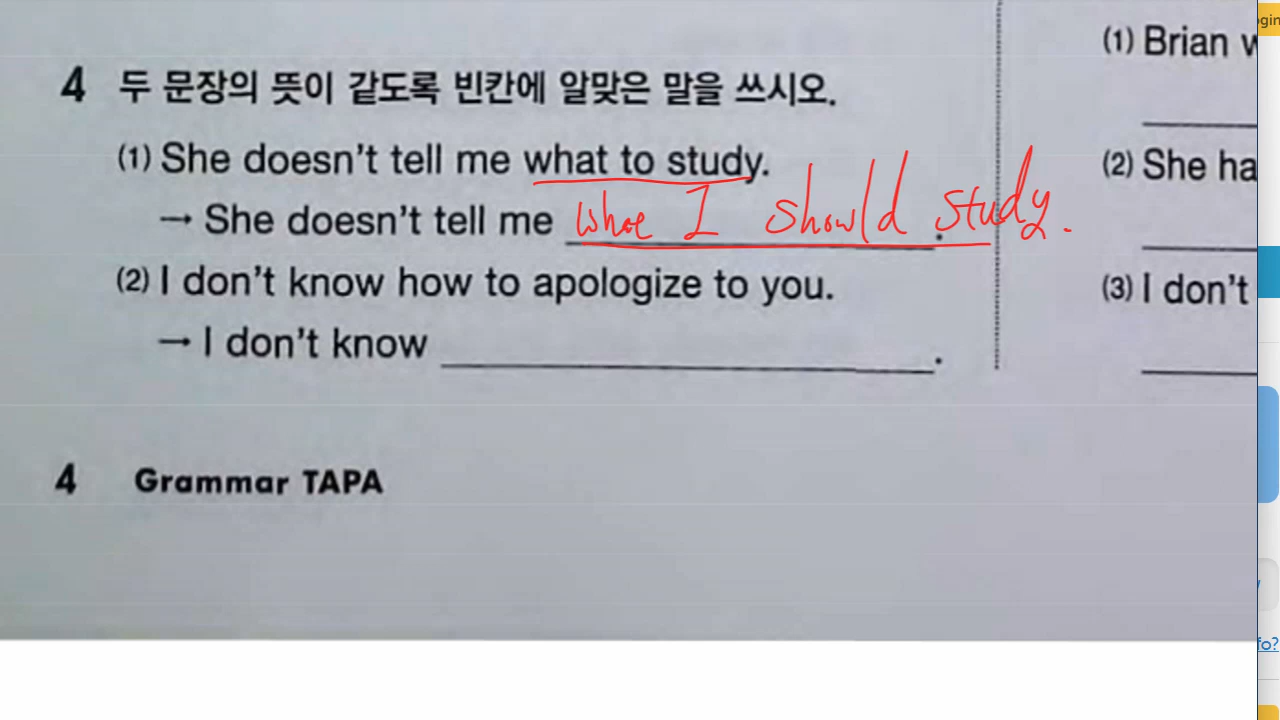 4 두 문장의 뜻이 같도록 빈칸에 알맞은 말을 쓰시오.
(1) She doesn't tell me what to study.
→ She doesn't tell me what I should study.
(2) I don't know how to apologize to you.
→ I don't know .
4 Grammar TAPA
(1) Brian
(2) She ha
(3) I don't
fo?